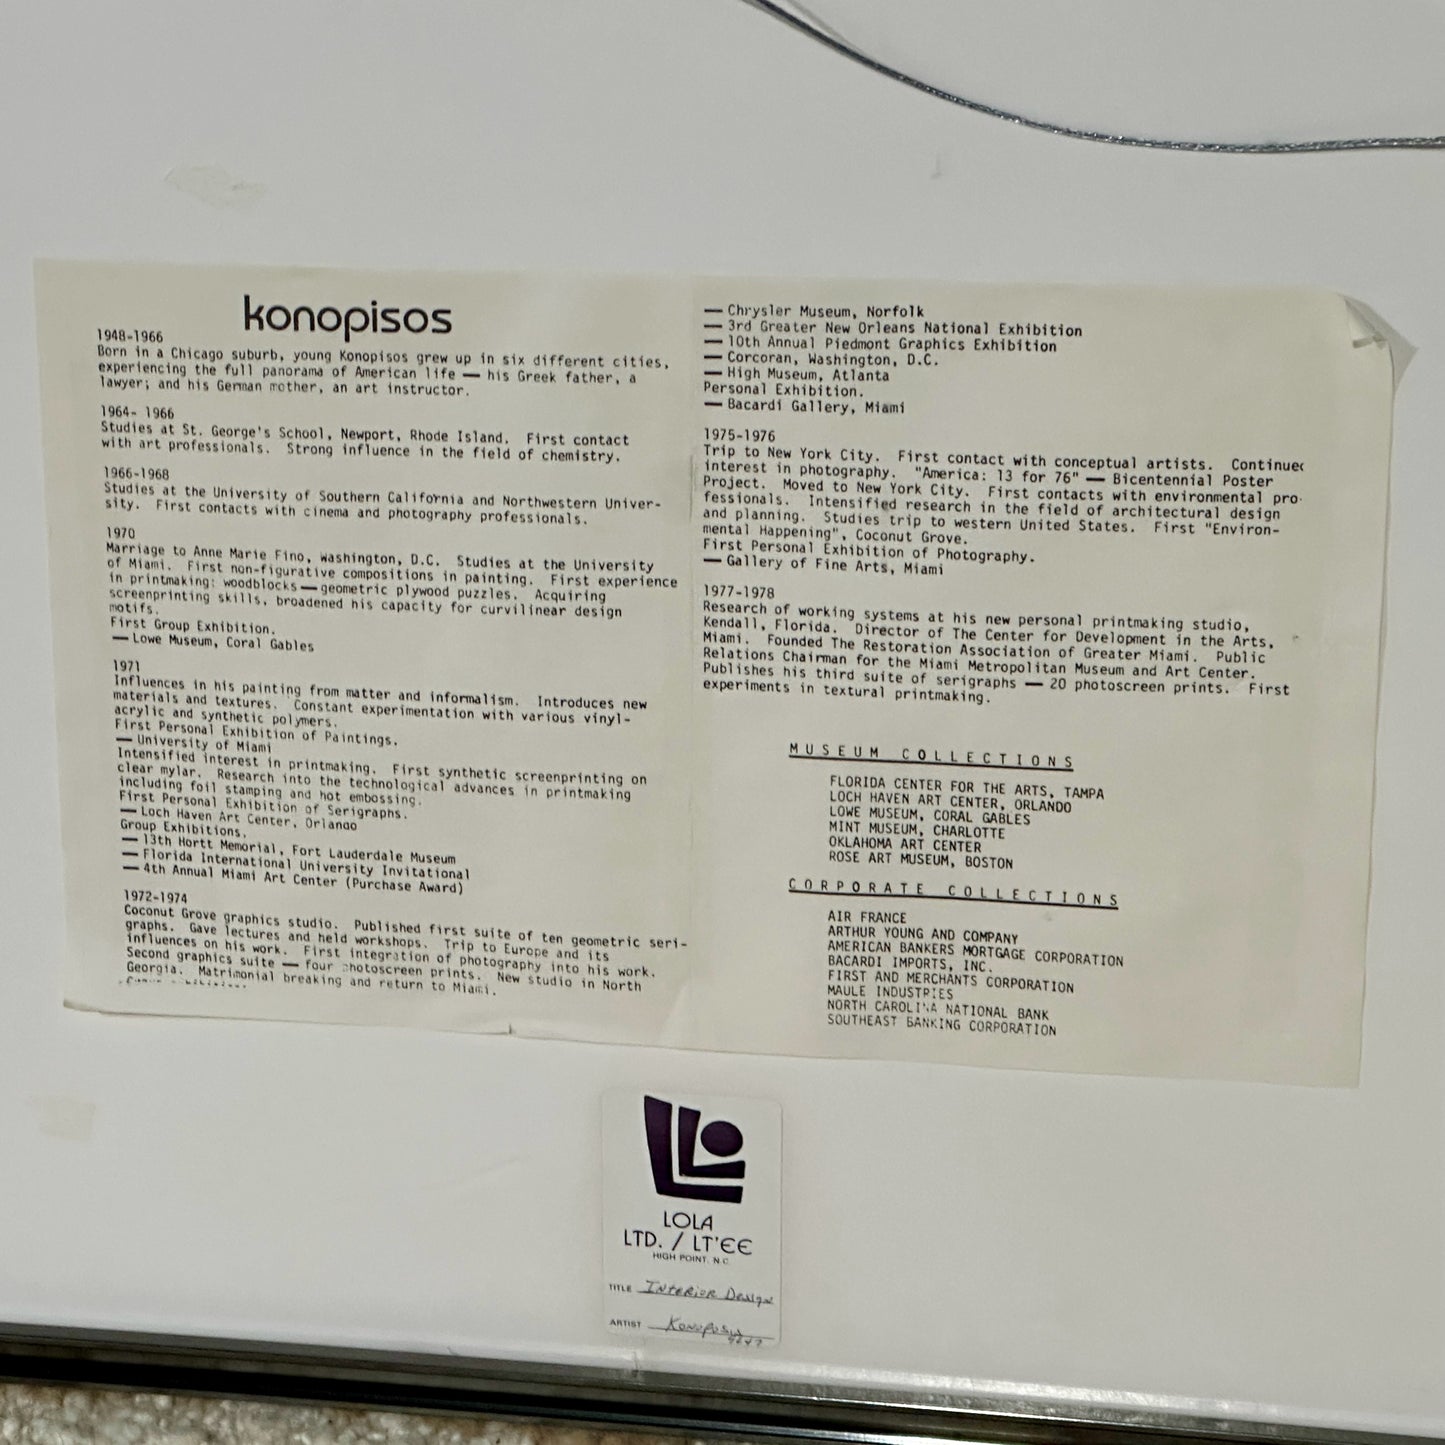 konopisos
1948-1966
Born in a Chicago suburb, young Konopisos grew up in six different cities,
experiencing the full panorama of American life — his Greek father, a
lawyer; and his German mother, an art instructor.
1964- 1966
Studies at St. George's School, Newport, Rhode Island. First contact
with art professionals. Strong influence in the field of chemistry.
1966-1968
Studies at the University of Southern California and Northwestern Univer-
sity. First contacts with cinema and photography professionals.
1970
Marriage to Anne Marie Fino, washington, D.C. Studies at the University
of Miami. First non-figurative compositions in painting. First experience
in printmaking: woodblocks — geometric plywood puzzles. Acquiring
screenprinting skills, broadened his capacity for curvilinear design
motifs.
First Group Exhibition.
— Lowe Museum, Coral Gables
1971
Influences in his painting from matter and informalism. Introduces new
materials and textures. Constant experimentation with various vinyl-
acrylic and synthetic polymers.
First Personal Exhibition of Paintings.
— University of Miami
Intensified interest in printmaking. First synthetic screenprinting on
clear mylar. Research into the technological advances in printmaking
including foil stamping and hot embossing.
First Personal Exhibition of Serigraphs.
— Loch Haven Art Center, Orlando
Group Exhibitions.
— 13th Hortt Memorial, Fort Lauderdale Museum
— Florida International University Invitational
— 4th Annual Miami Art Center (Purchase Award)
1972-1974
Coconut Grove graphics studio. Published first suite of ten geometric seri-
graphs. Gave lectures and held workshops. Trip to Europe and its
influences on his work. First integration of photography into his work.
Second graphics suite — four photoscreen prints. New studio in North
Georgia. Matrimonial breaking and return to Miami.
— Chrysler Museum, Norfolk
— 3rd Greater New Orleans National Exhibition
— 10th Annual Piedmont Graphics Exhibition
— Corcoran, Washington, D.C.
— High Museum, Atlanta
Personal Exhibition.
— Bacardi Gallery, Miami
1975-1976
Trip to New York City. First contact with conceptual artists. Continued
interest in photography. "America: 13 for 76" — Bicentennial Poster
Project. Moved to New York City. First contacts with environmental pro-
fessionals. Intensified research in the field of architectural design
and planning. Studies trip to western United States. First "Environ-
mental Happening", Coconut Grove.
First Personal Exhibition of Photography.
— Gallery of Fine Arts, Miami
1977-1978
Research of working systems at his new personal printmaking studio,
Kendall, Florida. Director of The Center for Development in the Arts,
Miami. Founded The Restoration Association of Greater Miami. Public
Relations Chairman for the Miami Metropolitan Museum and Art Center.
Publishes his third suite of serigraphs — 20 photoscreen prints. First
experiments in textural printmaking.
MUSEUM COLLECTIONS
FLORIDA CENTER FOR THE ARTS, TAMPA
LOCH HAVEN ART CENTER, ORLANDO
LOWE MUSEUM, CORAL GABLES
MINT MUSEUM, CHARLOTTE
OKLAHOMA ART CENTER
ROSE ART MUSEUM, BOSTON
CORPORATE COLLECTIONS
AIR FRANCE
ARTHUR YOUNG AND COMPANY
AMERICAN BANKERS MORTGAGE CORPORATION
BACARDI IMPORTS, INC.
FIRST AND MERCHANTS CORPORATION
MAULE INDUSTRIES
NORTH CAROLINA NATIONAL BANK
SOUTHEAST BANKING CORPORATION
LOLA
LTD. / LT'EE
HIGH POINT, N.C.
TITLE Interior Design
ARTIST